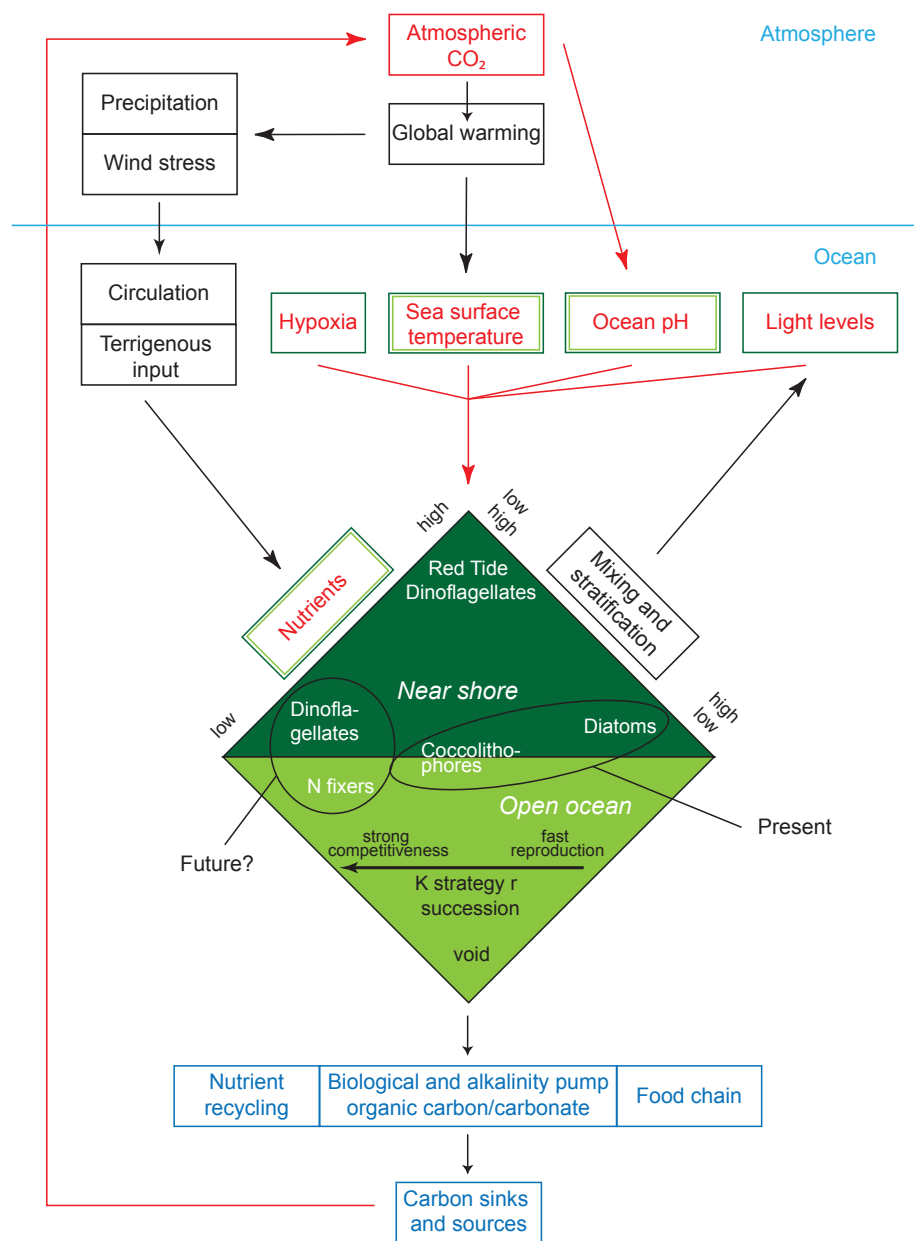 Atmospheric
CO₂
Atmosphere
Precipitation
Wind stress
Global warming
Ocean
Circulation
Terrigenous
input
Hypoxia
Sea surface
temperature
Ocean pH
Light levels
high
low
high
Nutrients
Red Tide
Dinoflagellates
Mixing and
stratification
low
Near shore
high
low
Dinofla-
gellates
Diatoms
Coccolitho-
phores
N fixers
Open ocean
Future?
Present
strong
competitiveness
fast
reproduction
K strategy r
succession
void
Nutrient
recycling
Biological and alkalinity pump
organic carbon/carbonate
Food chain
Carbon sinks
and sources